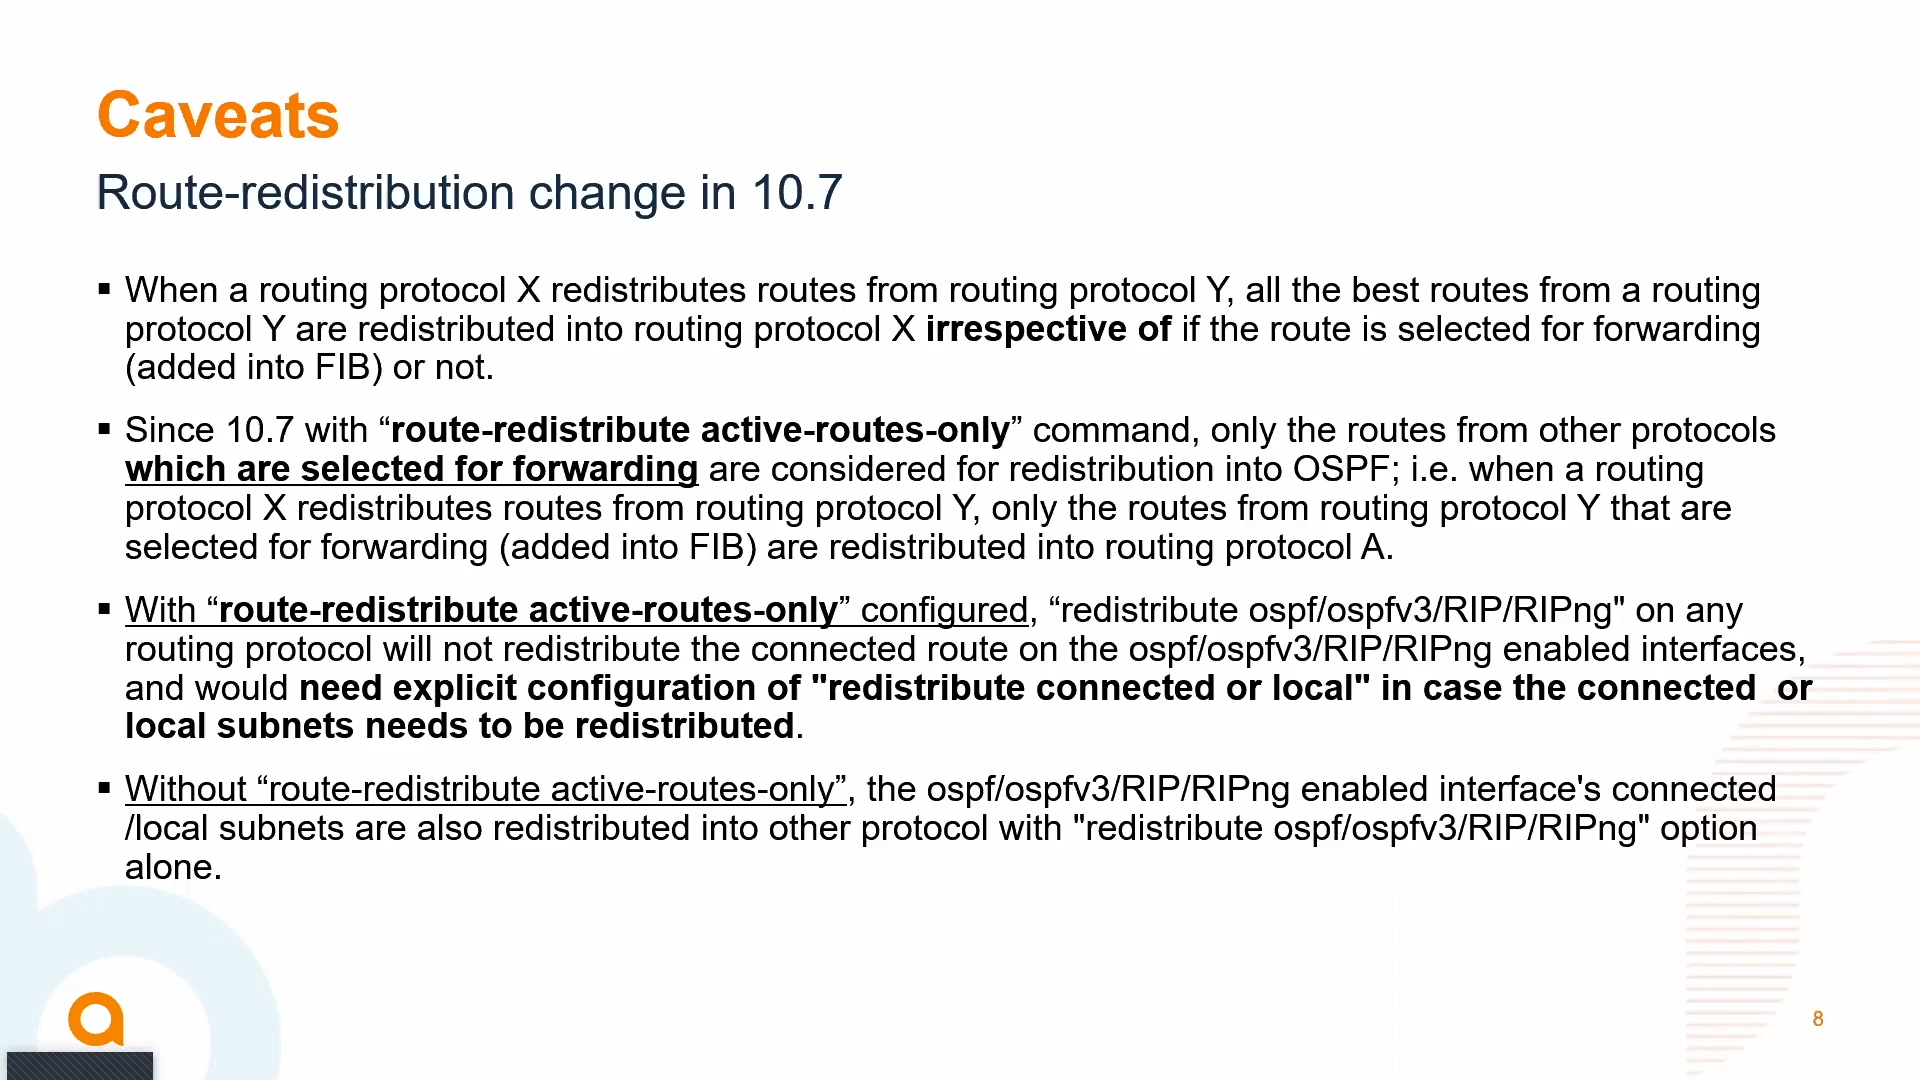 Caveats
Route-redistribution change in 10.7
▪ When a routing protocol X redistributes routes from routing protocol Y, all the best routes from a routing
protocol Y are redistributed into routing protocol X irrespective of if the route is selected for forwarding
(added into FIB) or not.
▪ Since 10.7 with “route-redistribute active-routes-only” command, only the routes from other protocols
which are selected for forwarding are considered for redistribution into OSPF; i.e. when a routing
protocol X redistributes routes from routing protocol Y, only the routes from routing protocol Y that are
selected for forwarding (added into FIB) are redistributed into routing protocol A.
▪ With “route-redistribute active-routes-only” configured, “redistribute ospf/ospfv3/RIP/RIPng" on any
routing protocol will not redistribute the connected route on the ospf/ospfv3/RIP/RIPng enabled interfaces,
and would need explicit configuration of "redistribute connected or local" in case the connected  or
local subnets needs to be redistributed.
▪ Without “route-redistribute active-routes-only”, the ospf/ospfv3/RIP/RIPng enabled interface's connected
/local subnets are also redistributed into other protocol with "redistribute ospf/ospfv3/RIP/RIPng" option
alone.
8